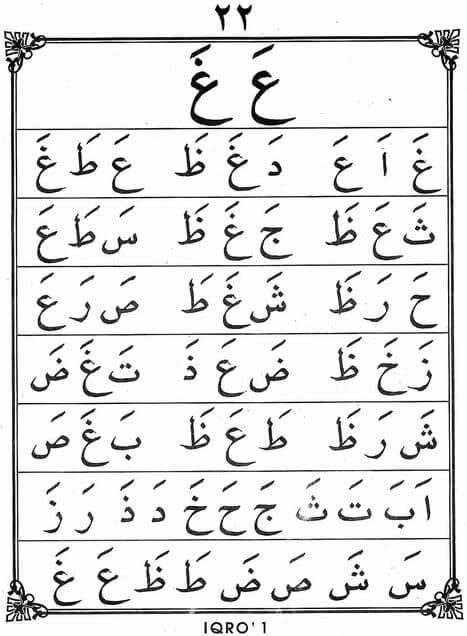 ٢٢
عَ غَ
غَ اَ عَ دَ غَ ظَ عَ طَ غَ
ثَ عَ ظَ جَ غَ ظَ سَ طَ عَ
حَ رَ ظَ شَ غَ طَ صَ رَ عَ
زَ خَ ظَ ضَ عَ ذَ تَ غَ ضَ
شَ رَ ظَ طَ عَ ظَ بَ غَ صَ
اَ بَ تَ ثَ جَ حَ خَ دَ ذَ رَ زَ
سَ شَ صَ ضَ طَ ظَ عَ غَ
IQRO' 1